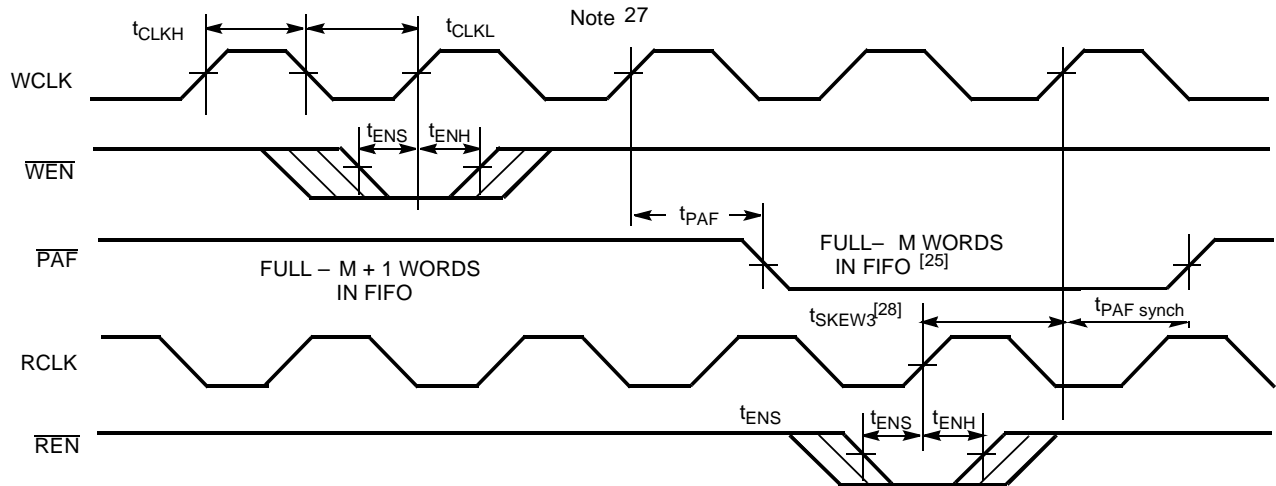 Note 27
tCLKH
tCLKL
WCLK
tENS
tENH
WEN
tPAF
PAF
FULL – M + 1 WORDS
IN FIFO
FULL– M WORDS
IN FIFO [25]
tSKEW3[28]
tPAF synch
RCLK
tENS
tENS
tENH
REN